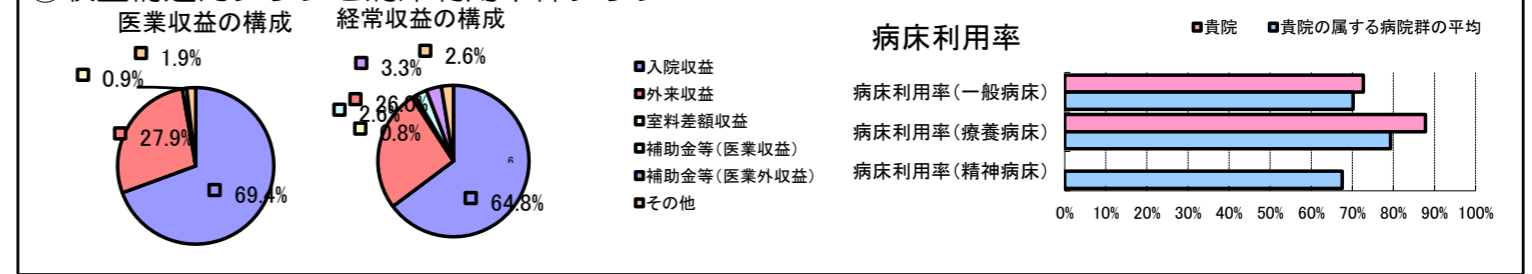 医業収益の構成
1.9%
0.9%
27.9%
69.4%
経常収益の構成
2.6%
3.3%
26.0%
2.6%
0.8%
6
64.8%
入院収益
外来収益
室料差額収益
補助金等(医業収益)
補助金等(医業外収益)
その他
病床利用率
貴院 貴院の属する病院群の平均
病床利用率(一般病床)
病床利用率(療養病床)
病床利用率(精神病床)
0% 10% 20% 30% 40% 50% 60% 70% 80% 90% 100%